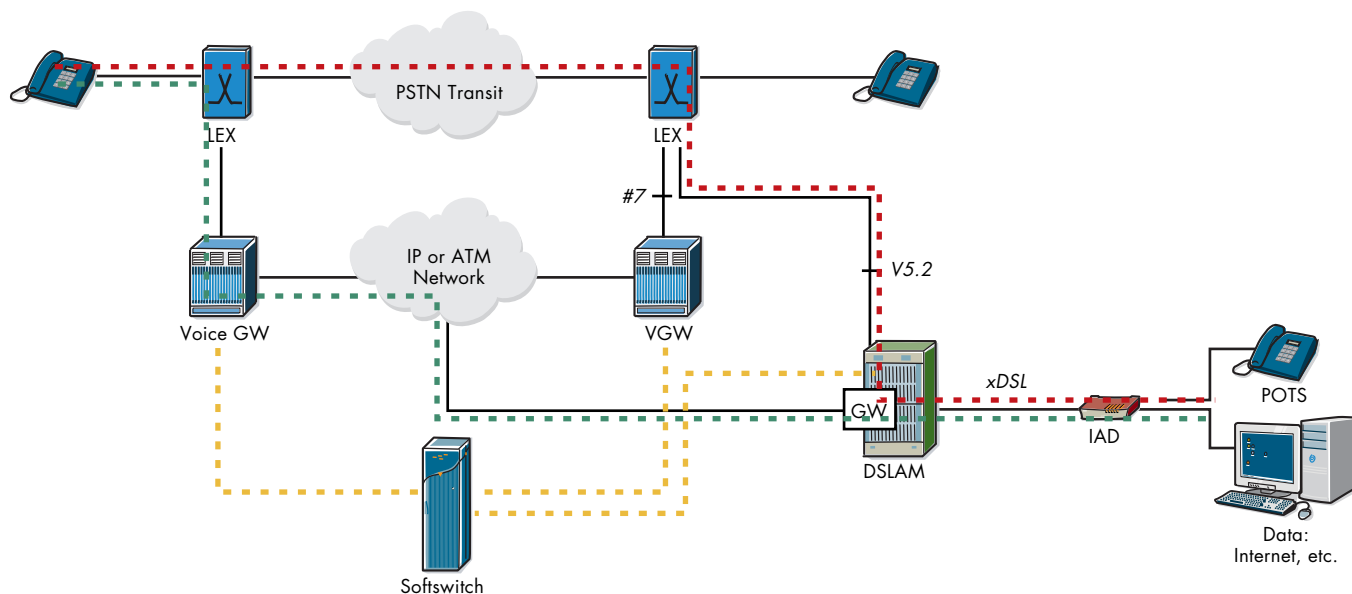 PSTN Transit
LEX
LEX
#7
IP or ATM
Network
V5.2
Voice GW
VGW
xDSL
POTS
GW
IAD
DSLAM
Data:
Internet, etc.
Softswitch